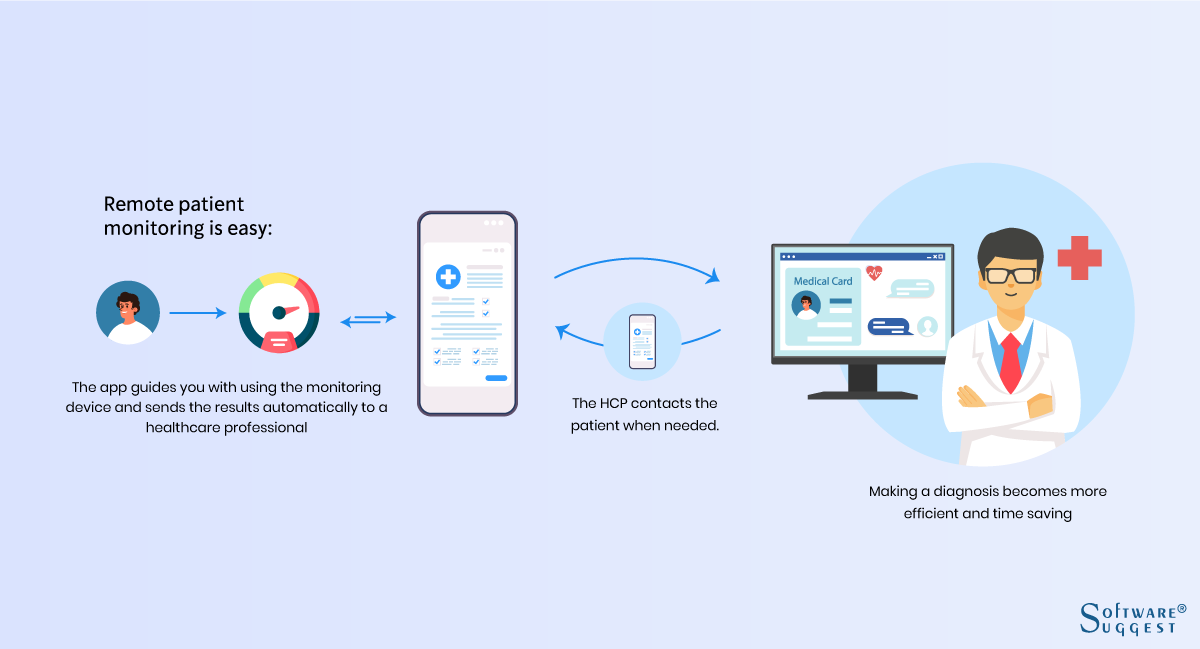 Remote patient
monitoring is easy:
The app guides you with using the monitoring
device and sends the results automatically to a
healthcare professional
The HCP contacts the
patient when needed.
Medical Card
Making a diagnosis becomes more
efficient and time saving
SOFTWARE®
SUGGEST